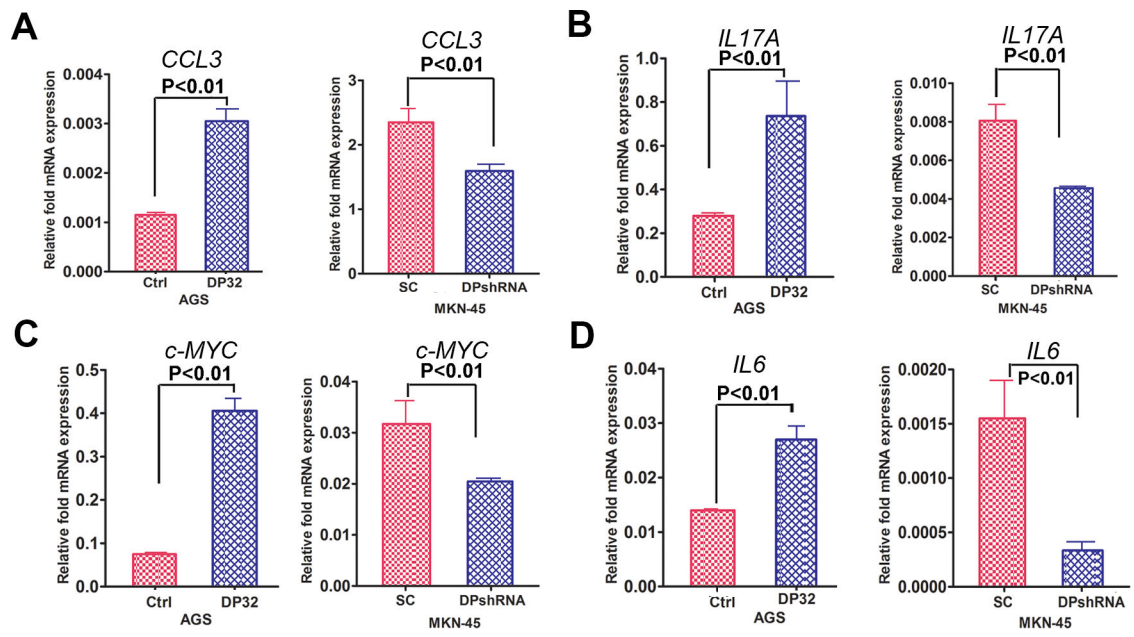 A
CCL3
P<0.01
Relative fold mRNA expression
0.004
0.003
0.002
0.001
0.000
Ctrl
DP32
AGS
CCL3
P<0.01
Relative fold mRNA expression
3
2
1
0
SC
DPshRNA
MKN-45
B
IL17A
P<0.01
Relative fold mRNA expression
1.0
0.8
0.6
0.4
0.2
0.0
Ctrl
DP32
AGS
IL17A
P<0.01
Relative fold mRNA expression
0.010
0.008
0.006
0.004
0.002
0.000
SC
DPshRNA
MKN-45
C
c-MYC
P<0.01
Relative fold mRNA expression
0.5
0.4
0.3
0.2
0.1
0.0
Ctrl
DP32
AGS
c-MYC
P<0.01
Relative fold mRNA expression
0.04
0.03
0.02
0.01
0.00
SC
DPshRNA
MKN-45
D
IL6
P<0.01
Relative fold mRNA expression
0.04
0.03
0.02
0.01
0.00
Ctrl
DP32
AGS
IL6
P<0.01
Relative fold mRNA expression
0.0020
0.0015
0.0010
0.0005
0.0000
SC
DPshRNA
MKN-45